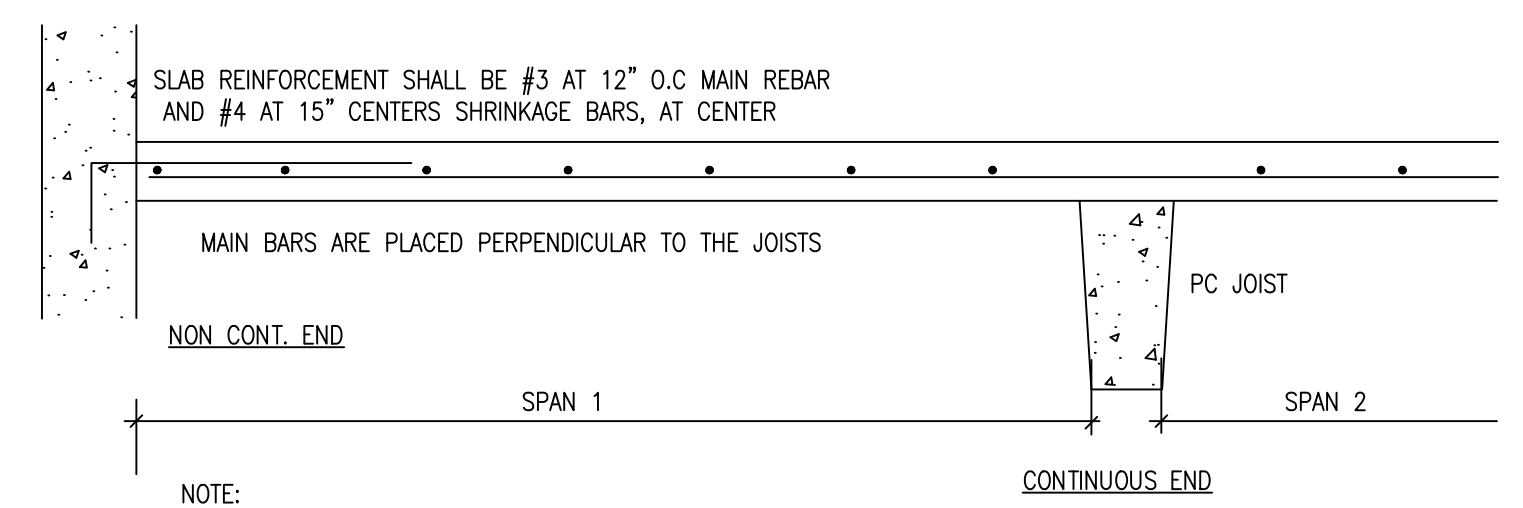 SLAB REINFORCEMENT SHALL BE #3 AT 12” O.C MAIN REBAR
AND #4 AT 15” CENTERS SHRINKAGE BARS, AT CENTER
MAIN BARS ARE PLACED PERPENDICULAR TO THE JOISTS
PC JOIST
NON CONT. END
SPAN 1
SPAN 2
CONTINUOUS END
NOTE: